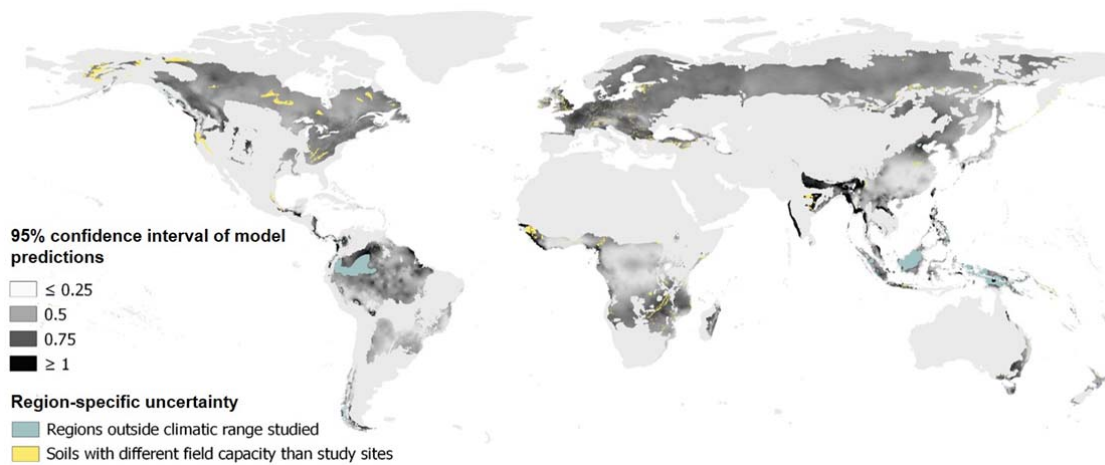 95% confidence interval of model
predictions
≤ 0.25
0.5
0.75
≥ 1
Region-specific uncertainty
Regions outside climatic range studied
Soils with different field capacity than study sites